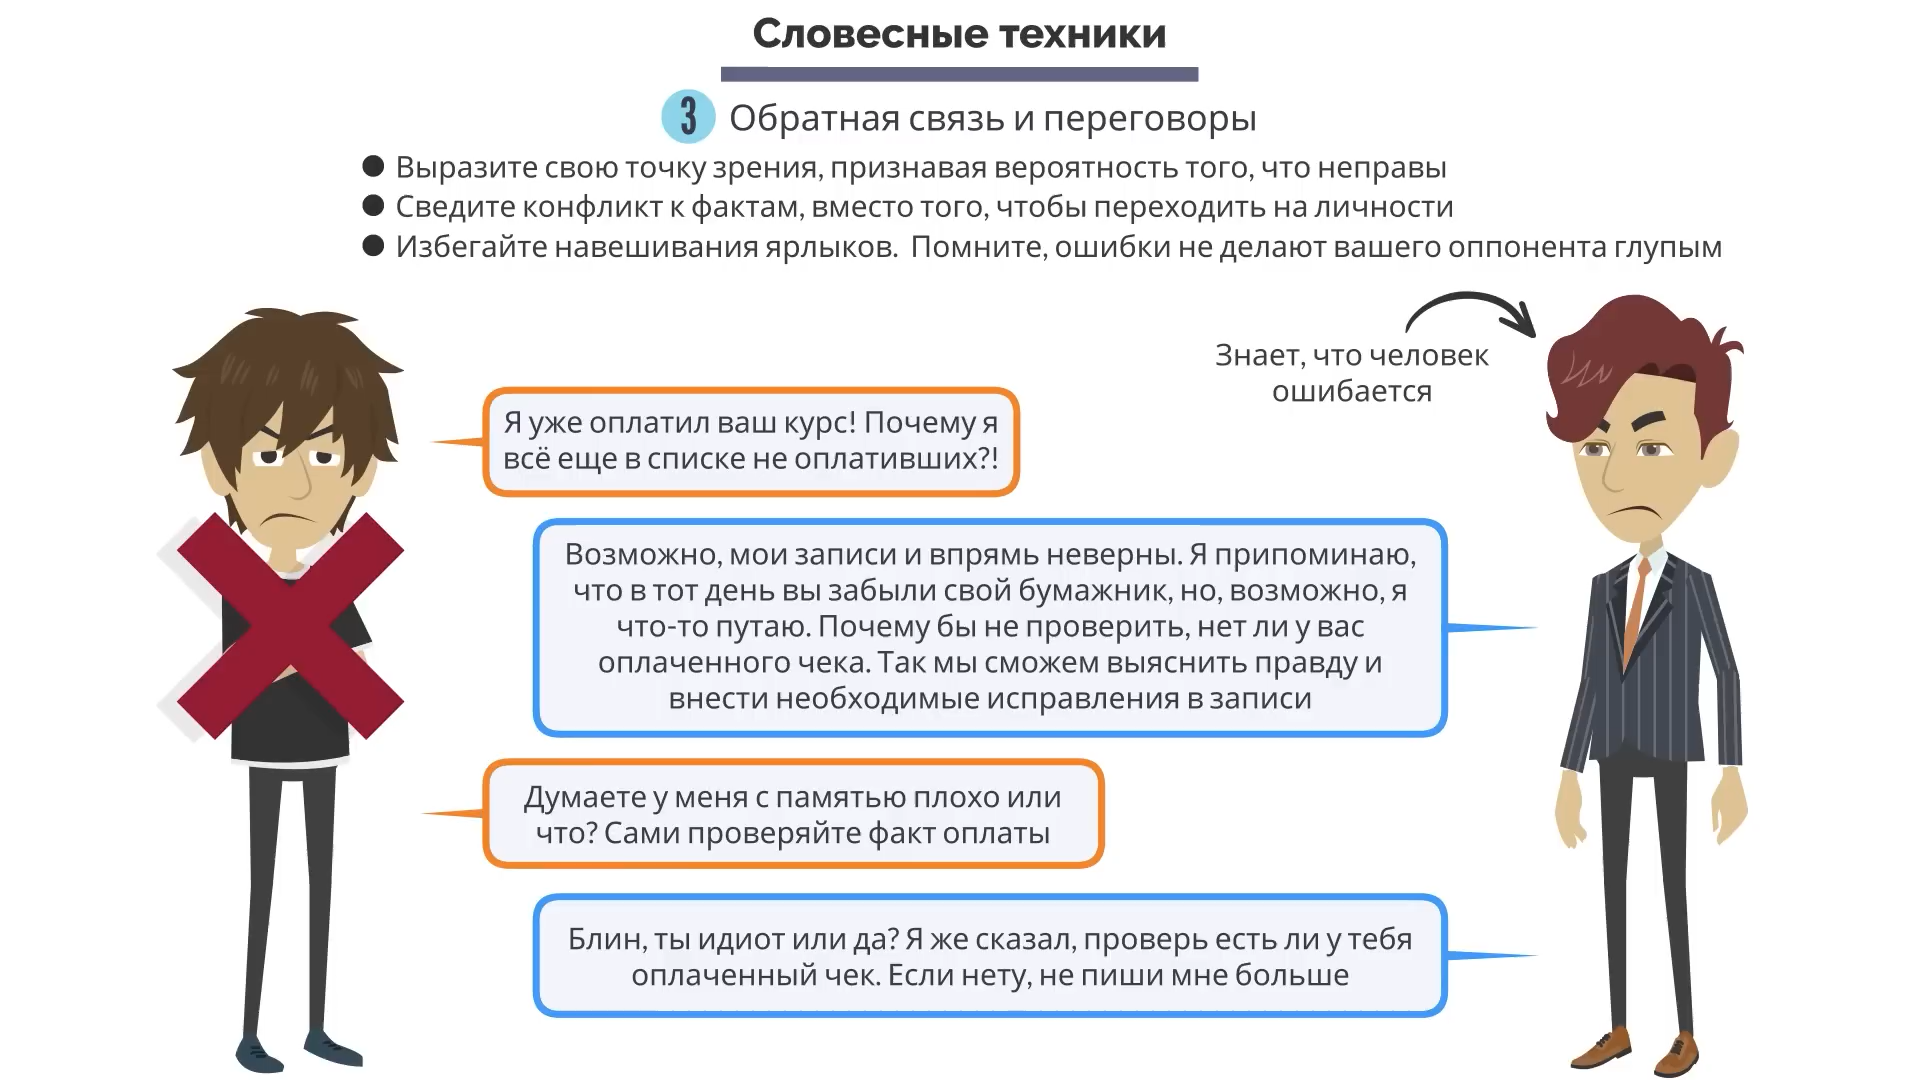 Словесные техники
3 Обратная связь и переговоры
● Выразите свою точку зрения, признавая вероятность того, что неправы
● Сведите конфликт к фактам, вместо того, чтобы переходить на личности
● Избегайте навешивания ярлыков. Помните, ошибки не делают вашего оппонента глупым
Знает, что человек
ошибается
Я уже оплатил ваш курс! Почему я
всё еще в списке не оплативших?!
Возможно, мои записи и впрямь неверны. Я припоминаю,
что в тот день вы забыли свой бумажник, но, возможно, я
что-то путаю. Почему бы не проверить, нет ли у вас
оплаченного чека. Так мы сможем выяснить правду и
внести необходимые исправления в записи
Думаете у меня с памятью плохо или
что? Сами проверяйте факт оплаты
Блин, ты идиот или да? Я же сказал, проверь есть ли у тебя
оплаченный чек. Если нету, не пиши мне больше